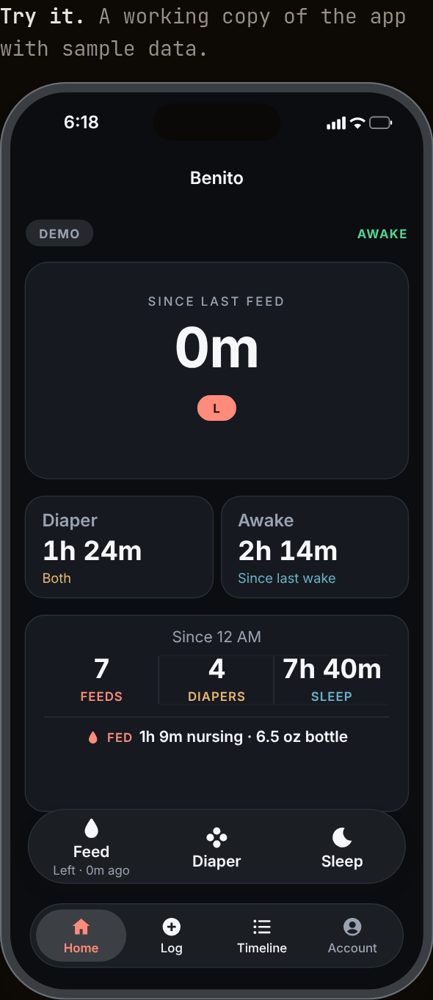 Try it. A working copy of the app
with sample data.
6:18
Benito
DEMO
AWAKE
SINCE LAST FEED
0m
L
Diaper
1h 24m
Both
Awake
2h 14m
Since last wake
Since 12 AM
7
FEEDS
4
DIAPERS
7h 40m
SLEEP
FED 1h 9m nursing · 6.5 oz bottle
Feed
Left · 0m ago
Diaper
Sleep
Home
Log
Timeline
Account